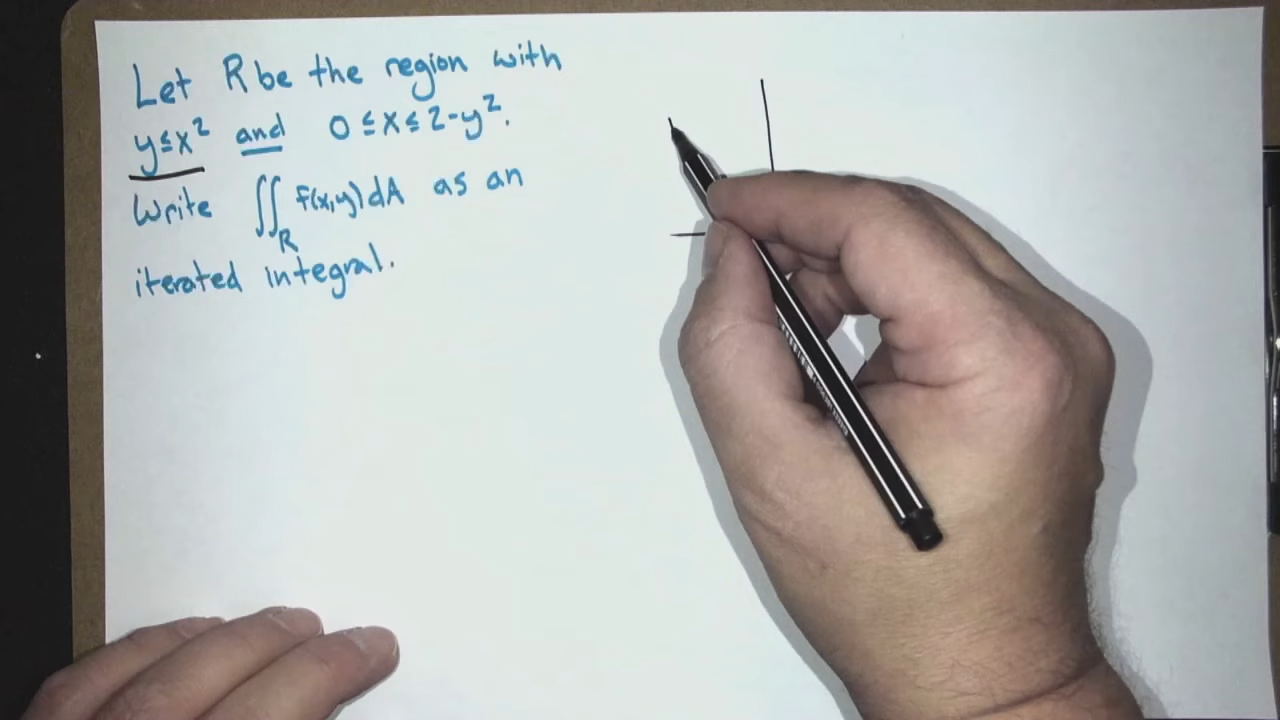 Let R be the region with
y≤x² and 0≤x≤2-y².
Write ∬_R f(x,y)dA as an
iterated integral.